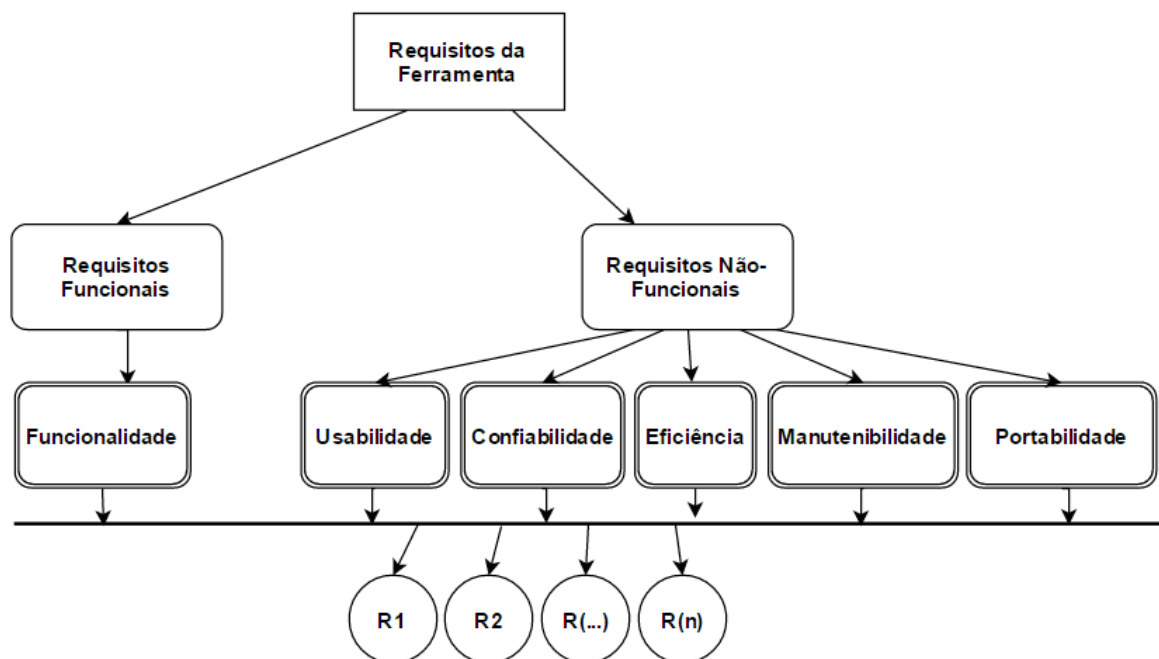 Requisitos da
Ferramenta
Requisitos
Funcionais
Requisitos Não-
Funcionais
Funcionalidade
Usabilidade
Confiabilidade
Eficiência
Manutenibilidade
Portabilidade
R1
R2
R(...)
R(n)